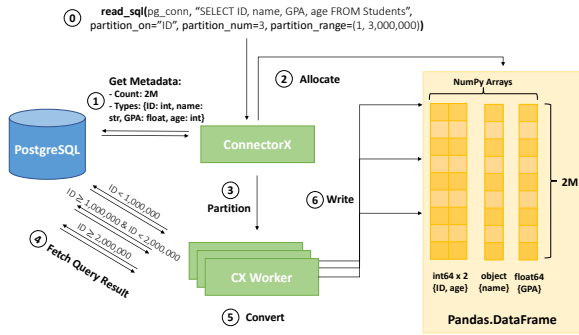 0
read_sql(pg_conn, “SELECT ID, name, GPA, age FROM Students”,
partition_on=”ID”, partition_num=3, partition_range=(1, 3,000,000))
Get Metadata:
- Count: 2M
- Types: {ID: int, name:
str, GPA: float, age: int}
1
2 Allocate
NumPy Arrays
PostgreSQL
ConnectorX
2M
3
Partition
6 Write
ID < 1,000,000
ID ≥ 1,000,000 & ID < 2,000,000
ID ≥ 2,000,000
4 Fetch Query Result
CX Worker
5 Convert
int64 x 2
{ID, age}
object
{name}
float64
{GPA}
Pandas.DataFrame